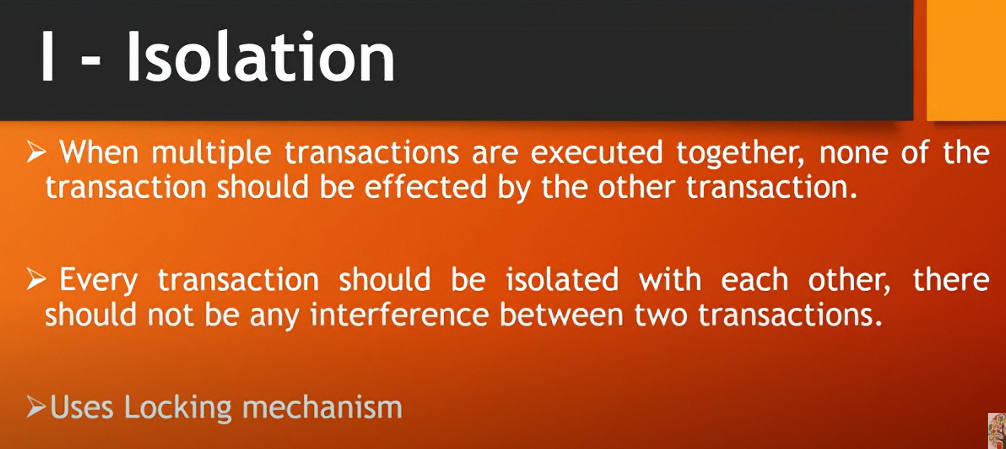 I - Isolation
➢ When multiple transactions are executed together, none of the
transaction should be effected by the other transaction.
➢ Every transaction should be isolated with each other, there
should not be any interference between two transactions.
➢Uses Locking mechanism